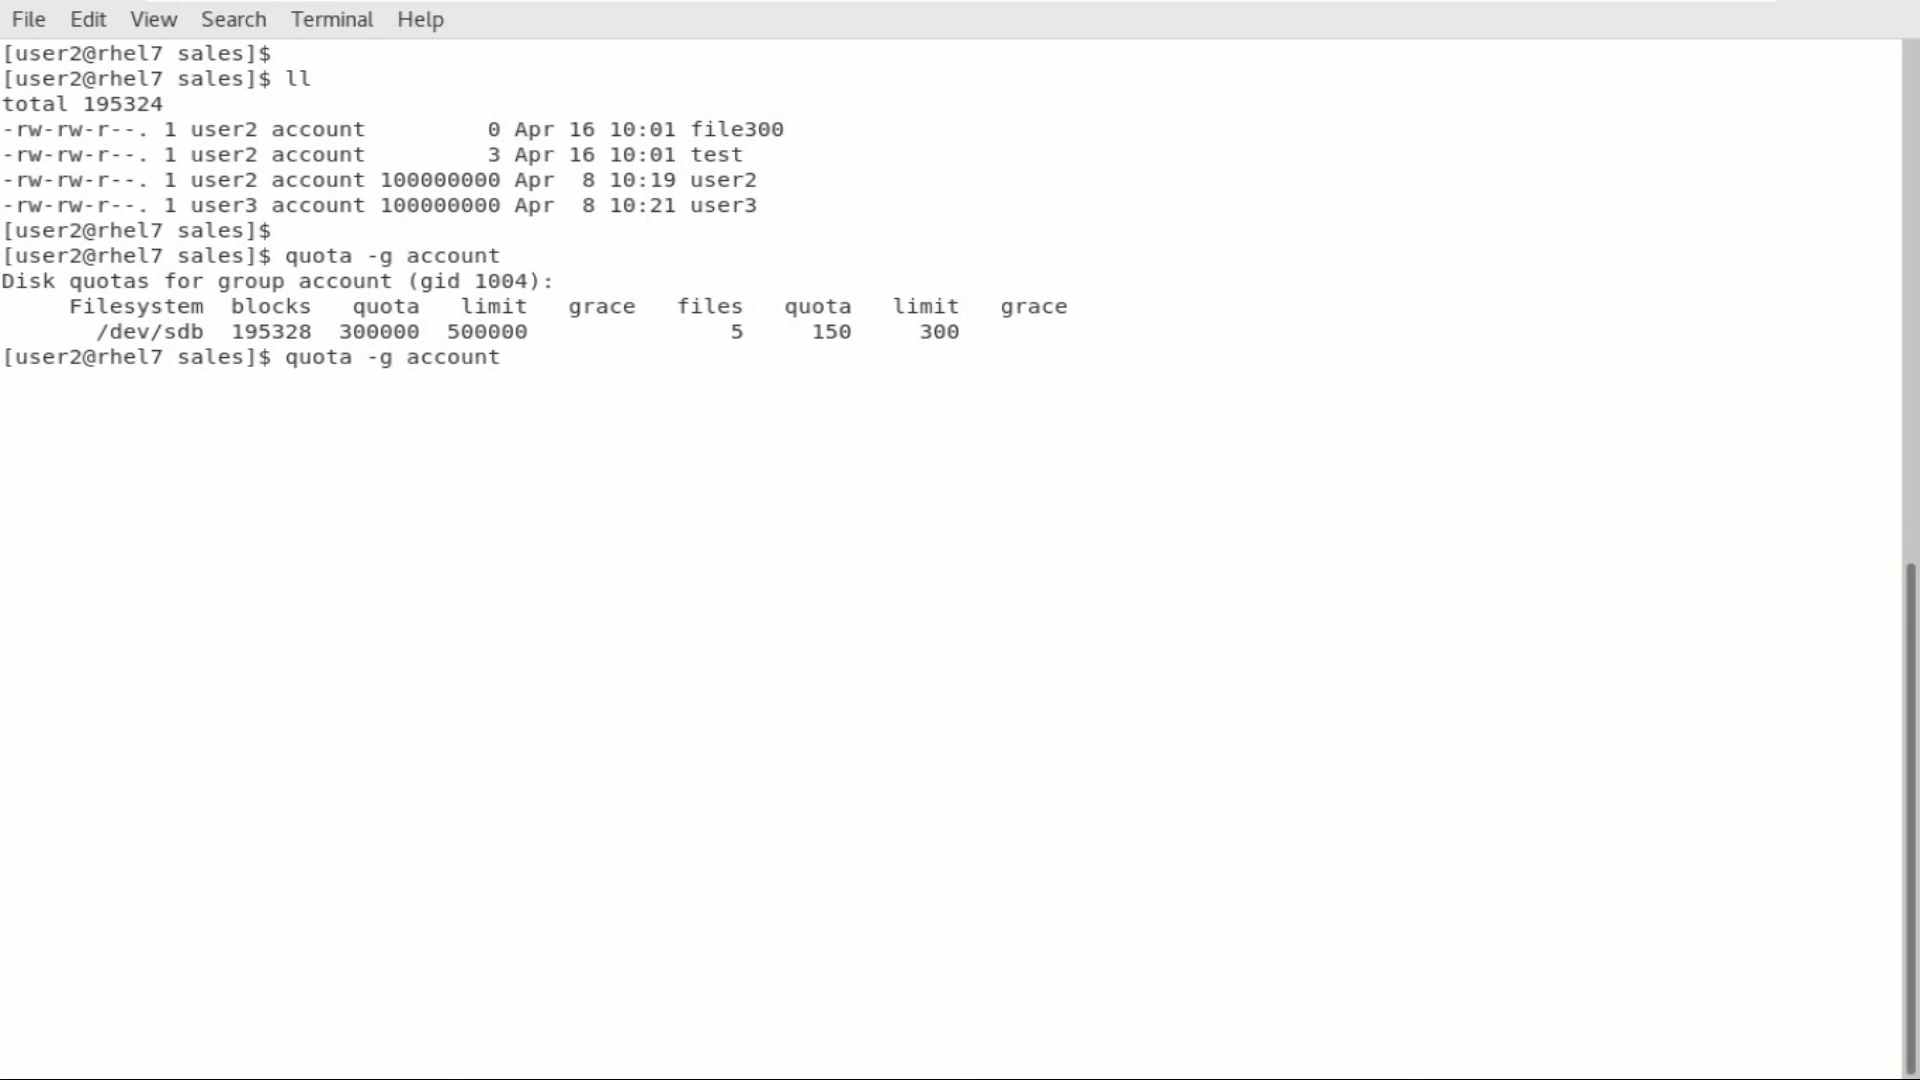 File Edit View Search Terminal Help
[user2@rhel7 sales]$
[user2@rhel7 sales]$ ll
total 195324
-rw-rw-r--. 1 user2 account         0 Apr 16 10:01 file300
-rw-rw-r--. 1 user2 account         3 Apr 16 10:01 test
-rw-rw-r--. 1 user2 account 100000000 Apr  8 10:19 user2
-rw-rw-r--. 1 user3 account 100000000 Apr  8 10:21 user3
[user2@rhel7 sales]$
[user2@rhel7 sales]$ quota -g account
Disk quotas for group account (gid 1004):
     Filesystem  blocks   quota   limit   grace   files   quota   limit   grace
       /dev/sdb  195328  300000  500000               5     150     300
[user2@rhel7 sales]$ quota -g account